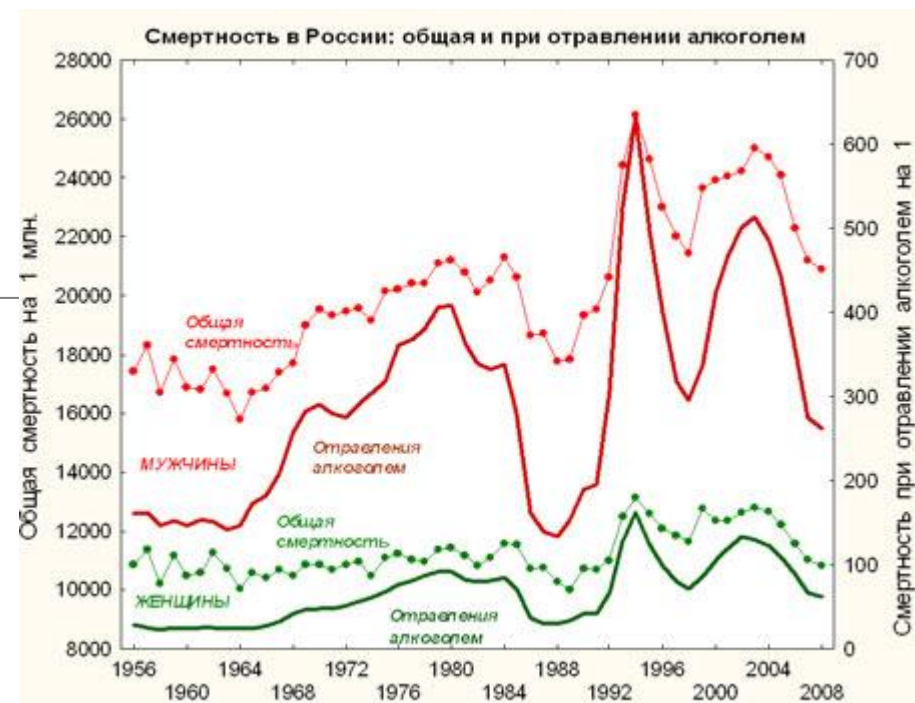 Смертность в России: общая и при отравлении алкоголем
28000
26000
24000
22000
20000
18000
16000
14000
12000
10000
8000
Общая смертность на 1 млн.
700
600
500
400
300
200
100
0
Смертность при отравлении алкоголем на 1
Общая
смертность
МУЖЧИНЫ
Отравления
алкоголем
Общая
смертность
ЖЕНЩИНЫ
Отравления
алкоголем
1956 1964 1972 1980 1988 1996 2004
1960 1968 1976 1984 1992 2000 2008